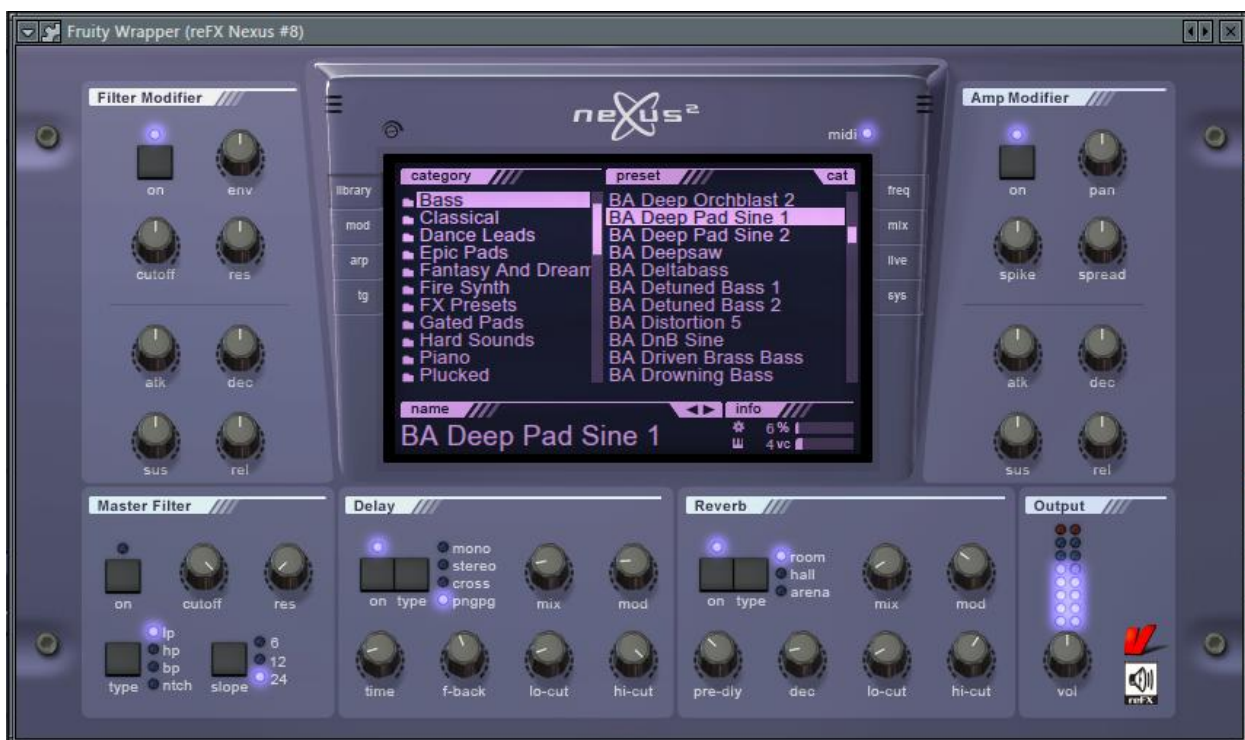 Fruity Wrapper (reFX Nexus #8)
Filter Modifier
on env
cutoff res
atk dec
sus rel
nexus²
midi
library
mod
arp
tg
category
Bass
Classical
Dance Leads
Epic Pads
Fantasy And Dream
Fire Synth
FX Presets
Gated Pads
Hard Sounds
Piano
Plucked
preset cat
BA Deep Orchblast 2
BA Deep Pad Sine 1
BA Deep Pad Sine 2
BA Deepsaw
BA Deltabass
BA Detuned Bass 1
BA Detuned Bass 2
BA Distortion 5
BA DnB Sine
BA Driven Brass Bass
BA Drowning Bass
name
BA Deep Pad Sine 1
info
6 %
4 vc
freq
mix
live
sys
Amp Modifier
on pan
spike spread
atk dec
sus rel
Master Filter
on cutoff res
type
lp
hp
bp
ntch
slope
6
12
24
Delay
on type
mono
stereo
cross
pngpg
mix mod
time f-back lo-cut hi-cut
Reverb
on type
room
hall
arena
mix mod
pre-dly dec lo-cut hi-cut
Output
vol
reFX